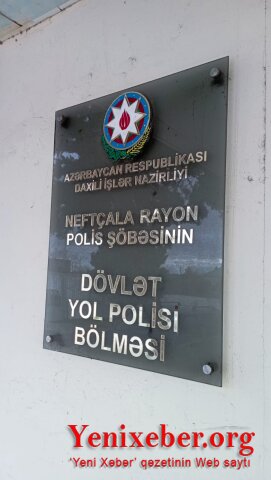 AZƏRBAYCAN RESPUBLİKASI
DAXİLİ İŞLƏR NAZİRLİYİ
NEFTÇALA RAYON
POLİS ŞÖBƏSİNİN
DÖVLƏT
YOL POLİSİ
BÖLMƏSİ
Yenixeber.org
'Yeni Xəbər' qezetinin Web saytı